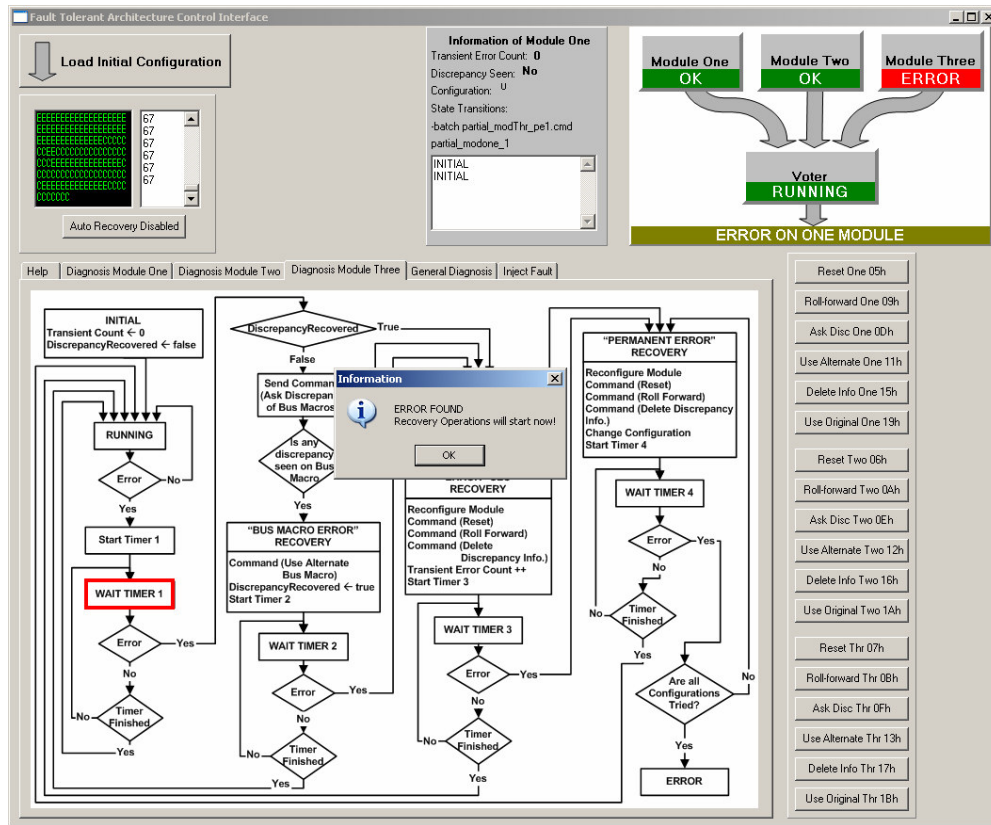 Fault Tolerant Architecture Control Interface
Load Initial Configuration
EEEEEEEEEEEEEEEEEE
67
67
67
67
67
67
Auto Recovery Disabled
Information of Module One
Transient Error Count: 0
Discrepancy Seen: No
Configuration:
State Transitions:
-batch partial_modThr_pe1.cmd
partial_modone_1
INITIAL
INITIAL
Module One
OK
Module Two
OK
Module Three
ERROR
Voter
RUNNING
ERROR ON ONE MODULE
Help
Diagnosis Module One
Diagnosis Module Two
Diagnosis Module Three
General Diagnosis
Inject Fault
INITIAL
Transient Count ← 0
DiscrepancyRecovered ← false
RUNNING
Error
No
Yes
Start Timer 1
WAIT TIMER 1
Error
Yes
No
Timer
Finished
No
Yes
DiscrepancyRecovered
True
False
Send Comman
(Ask Discrepan
of Bus Macros
Is any
discrepancy
seen on Bus
Macro
Yes
"BUS MACRO ERROR"
RECOVERY
Command (Use Alternate
Bus Macro)
DiscrepancyRecovered ← true
Start Timer 2
WAIT TIMER 2
Error
Yes
No
Timer
Finished
No
Yes
Information
ERROR FOUND
Recovery Operations will start now!
OK
RECOVERY
Reconfigure Module
Command (Reset)
Command (Roll Forward)
Command (Delete
Discrepancy Info.)
Transient Error Count ++
Start Timer 3
WAIT TIMER 3
Error
Yes
No
Timer
Finished
No
Yes
"PERMANENT ERROR"
RECOVERY
Reconfigure Module
Command (Reset)
Command (Roll Forward)
Command (Delete Discrepancy
Info.)
Change Configuration
Start Timer 4
WAIT TIMER 4
Error
Yes
No
Timer
Finished
No
Yes
Are all
Configurations
Tried?
No
Yes
ERROR
Reset One 05h
Roll-forward One 09h
Ask Disc One 0Dh
Use Alternate One 11h
Delete Info One 15h
Use Original One 19h
Reset Two 06h
Roll-forward Two 0Ah
Ask Disc Two 0Eh
Use Alternate Two 12h
Delete Info Two 16h
Use Original Two 1Ah
Reset Thr 07h
Roll-forward Thr 0Bh
Ask Disc Thr 0Fh
Use Alternate Thr 13h
Delete Info Thr 17h
Use Original Thr 1Bh